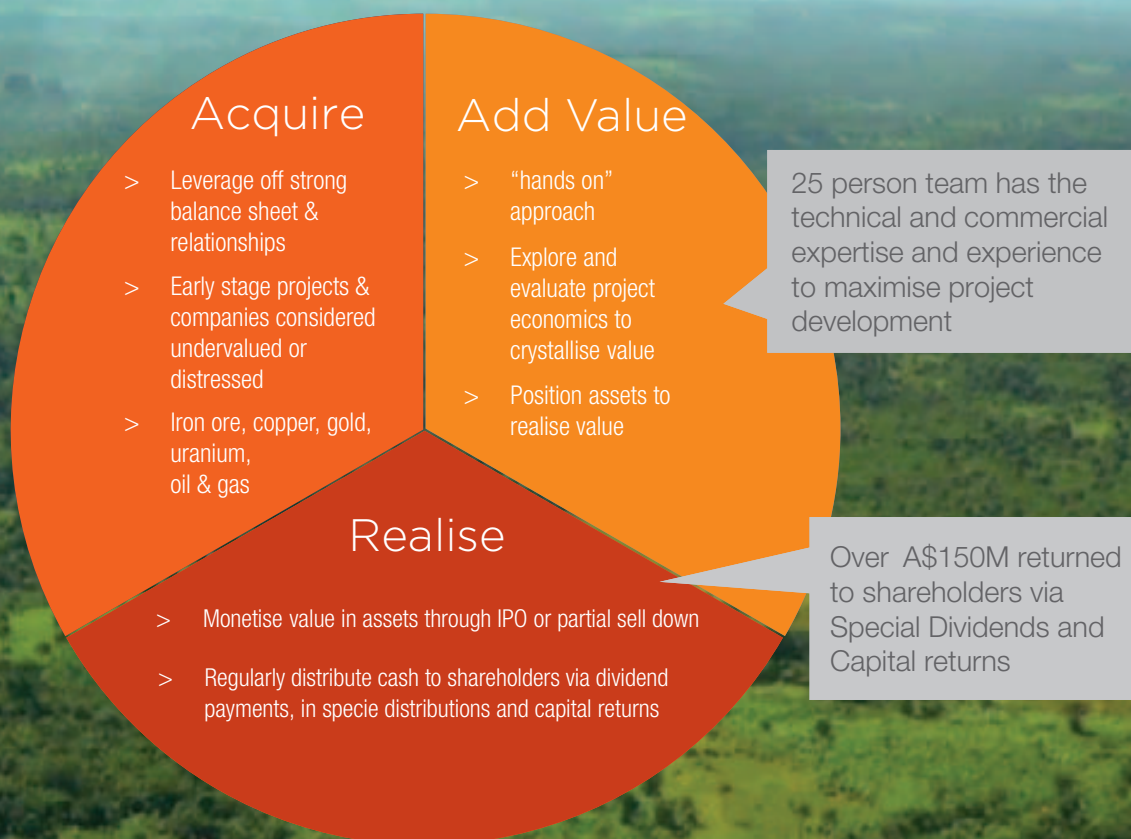 Acquire
> Leverage off strong
balance sheet &
relationships
> Early stage projects &
companies considered
undervalued or
distressed
> Iron ore, copper, gold,
uranium,
oil & gas
Add Value
> “hands on”
approach
> Explore and
evaluate project
economics to
crystallise value
> Position assets to
realise value
25 person team has the
technical and commercial
expertise and experience
to maximise project
development
Realise
> Monetise value in assets through IPO or partial sell down
> Regularly distribute cash to shareholders via dividend
payments, in specie distributions and capital returns
Over A$150M returned
to shareholders via
Special Dividends and
Capital returns